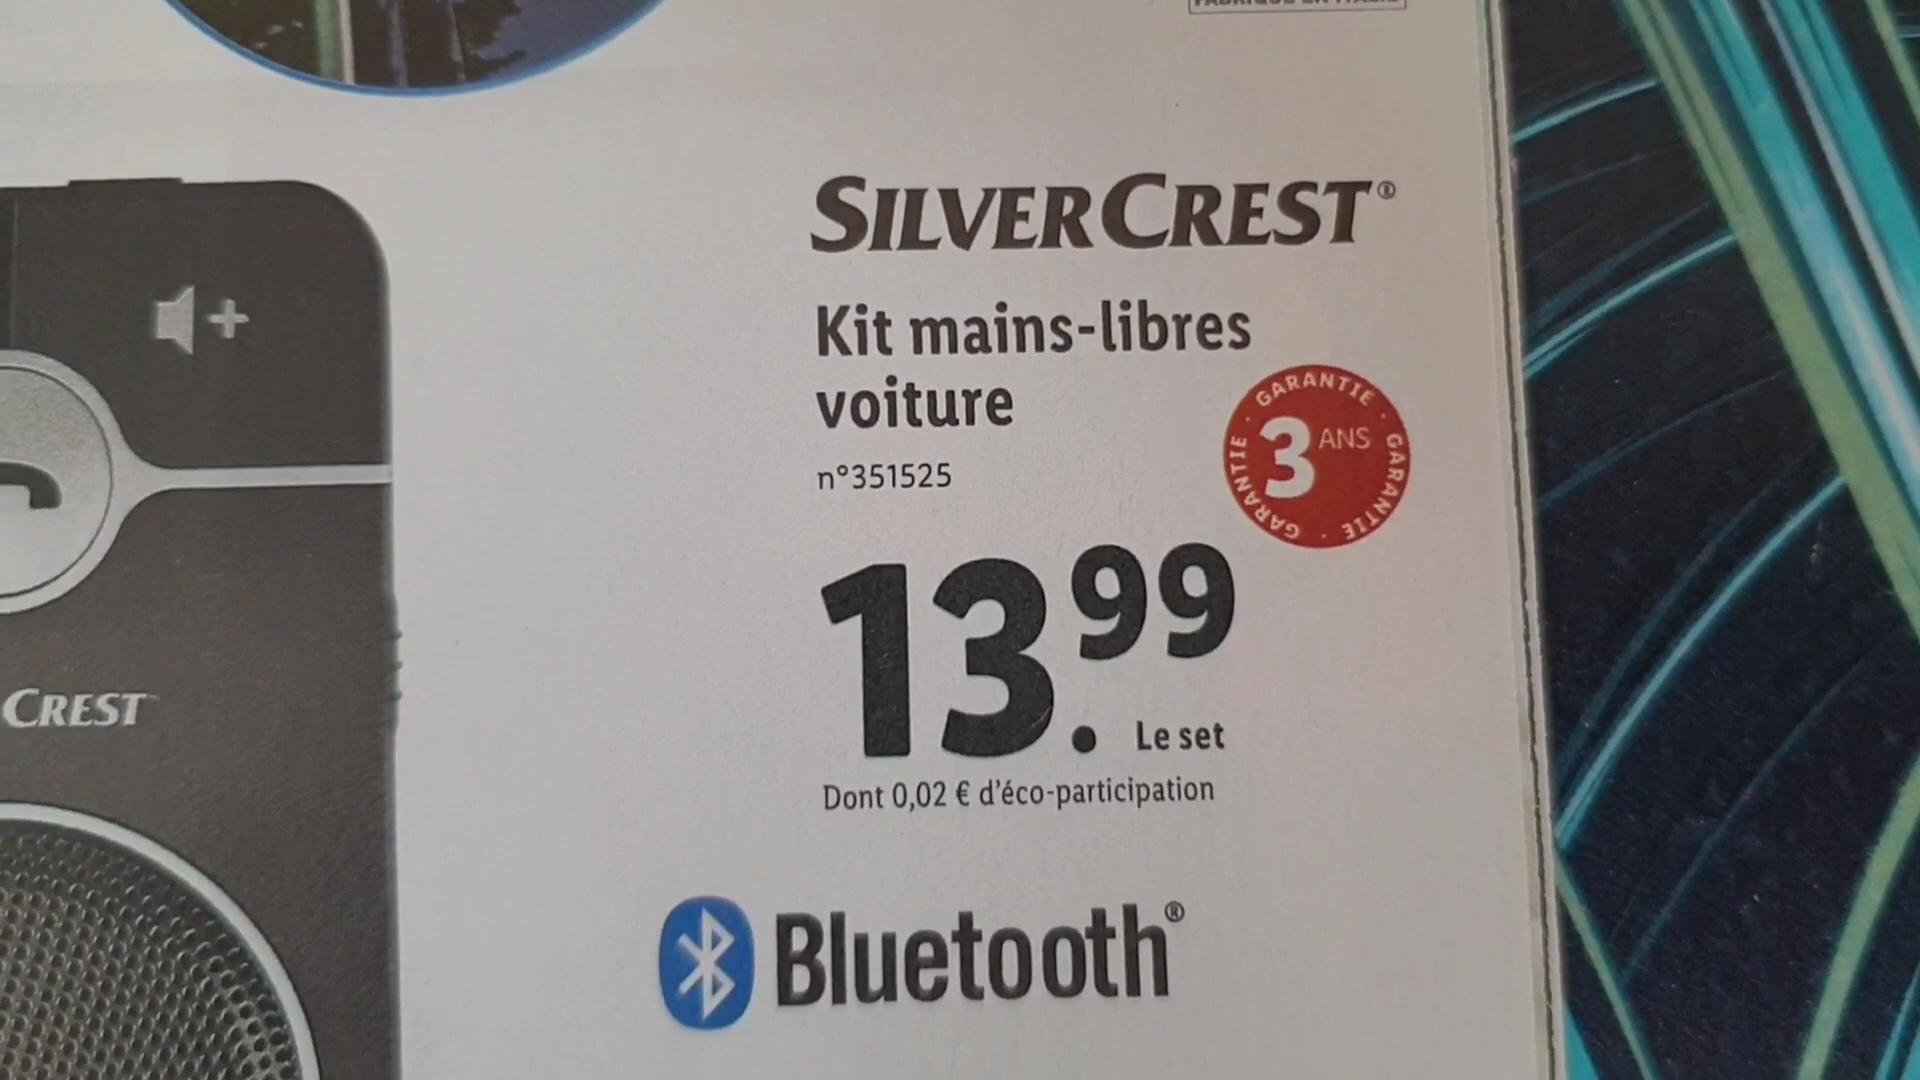 SILVERCREST®
Kit mains-libres
voiture
n°351525
GARANTIE · GARANTIE · GARANTIE ·
3 ANS
13.99
Le set
Dont 0,02 € d'éco-participation
Bluetooth®
CREST